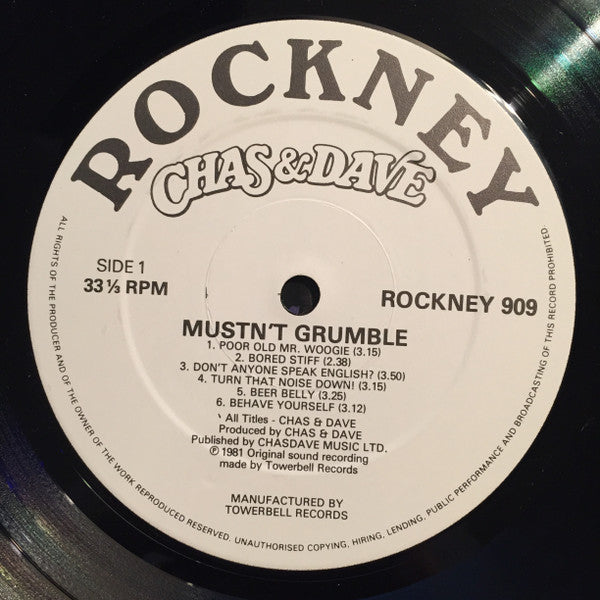 ROCKNEY
CHAS & DAVE
SIDE 1
33 ⅓ RPM
ROCKNEY 909
MUSTN'T GRUMBLE
1. POOR OLD MR. WOOGIE (3.15)
2. BORED STIFF (2.38)
3. DON'T ANYONE SPEAK ENGLISH? (3.50)
4. TURN THAT NOISE DOWN! (3.15)
5. BEER BELLY (3.25)
6. BEHAVE YOURSELF (3.12)
All Titles - CHAS & DAVE
Produced by CHAS & DAVE
Published by CHASDAVE MUSIC LTD.
℗ 1981 Original sound recording
made by Towerbell Records
MANUFACTURED BY
TOWERBELL RECORDS
ALL RIGHTS OF THE PRODUCER AND OF THE OWNER OF THE WORK REPRODUCED RESERVED. UNAUTHORISED COPYING, HIRING, LENDING, PUBLIC PERFORMANCE AND BROADCASTING OF THIS RECORD PROHIBITED.